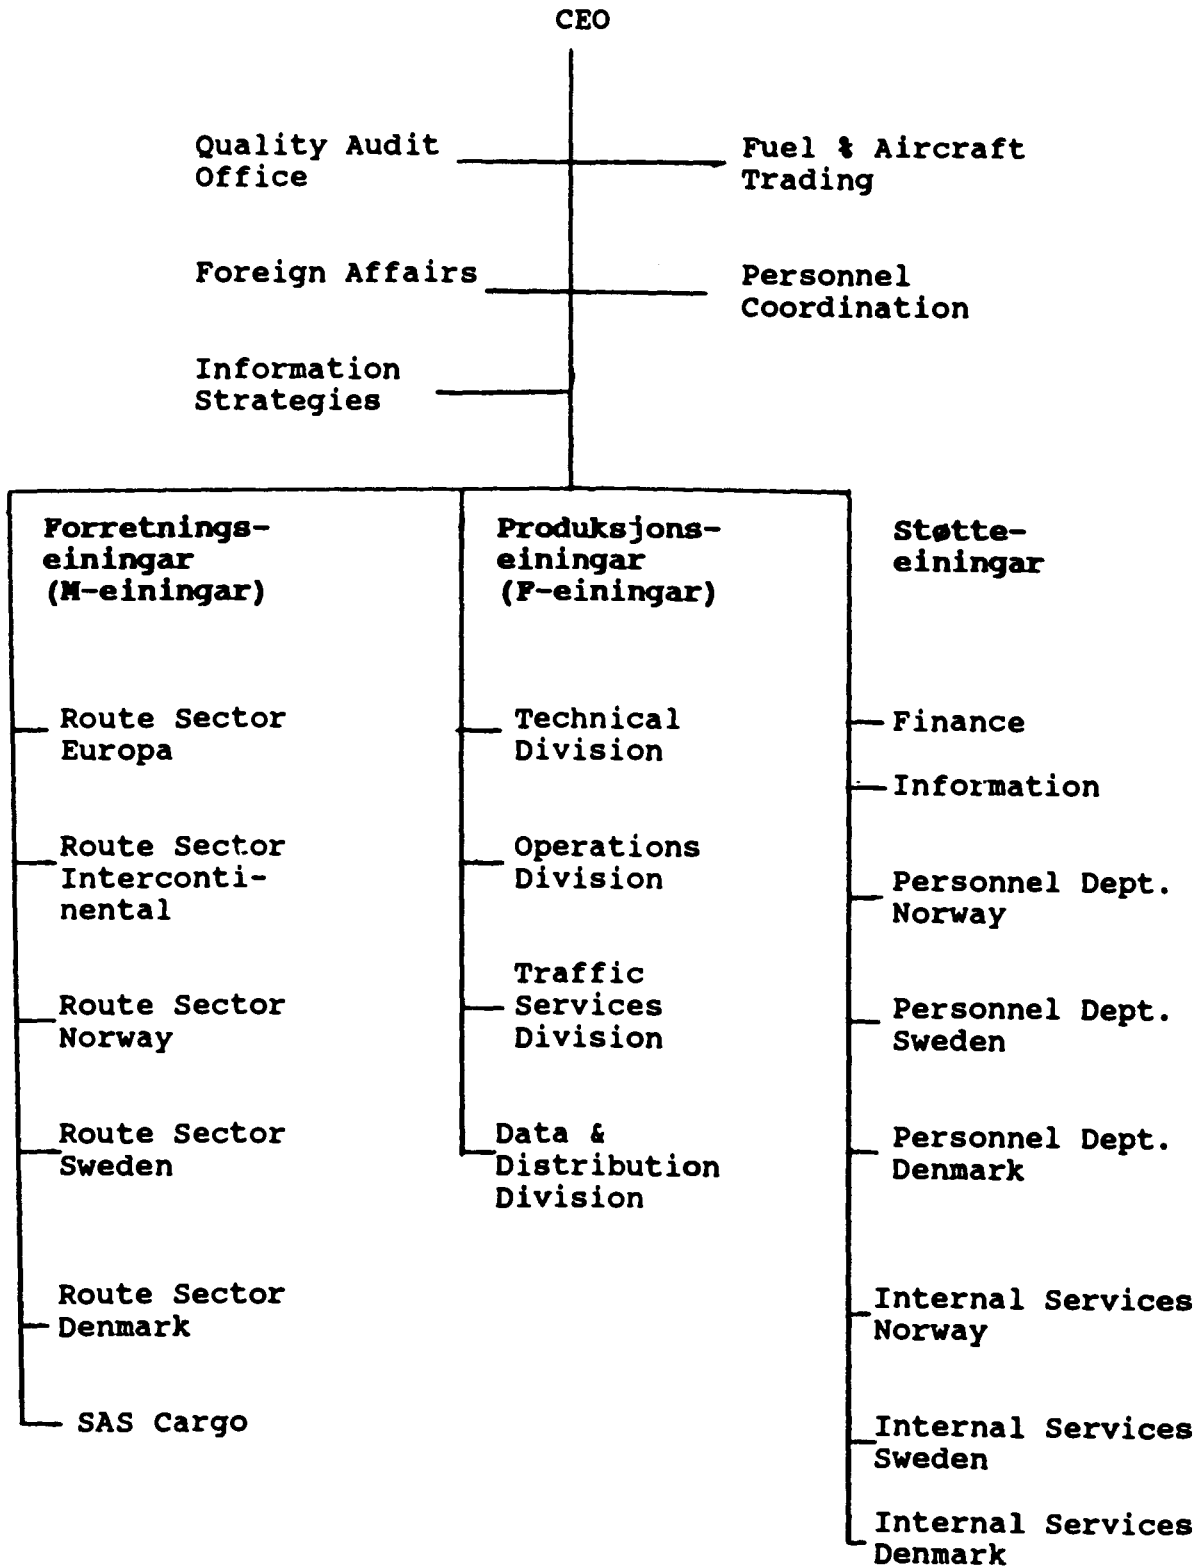 CEO
Quality Audit
Office
Fuel & Aircraft
Trading
Foreign Affairs
Personnel
Coordination
Information
Strategies
Forretnings-
einingar
(M-einingar)
Route Sector
Europa
Route Sector
Interconti-
nental
Route Sector
Norway
Route Sector
Sweden
Route Sector
Denmark
SAS Cargo
Produksjons-
einingar
(F-einingar)
Technical
Division
Operations
Division
Traffic
Services
Division
Data &
Distribution
Division
Støtte-
einingar
Finance
Information
Personnel Dept.
Norway
Personnel Dept.
Sweden
Personnel Dept.
Denmark
Internal Services
Norway
Internal Services
Sweden
Internal Services
Denmark